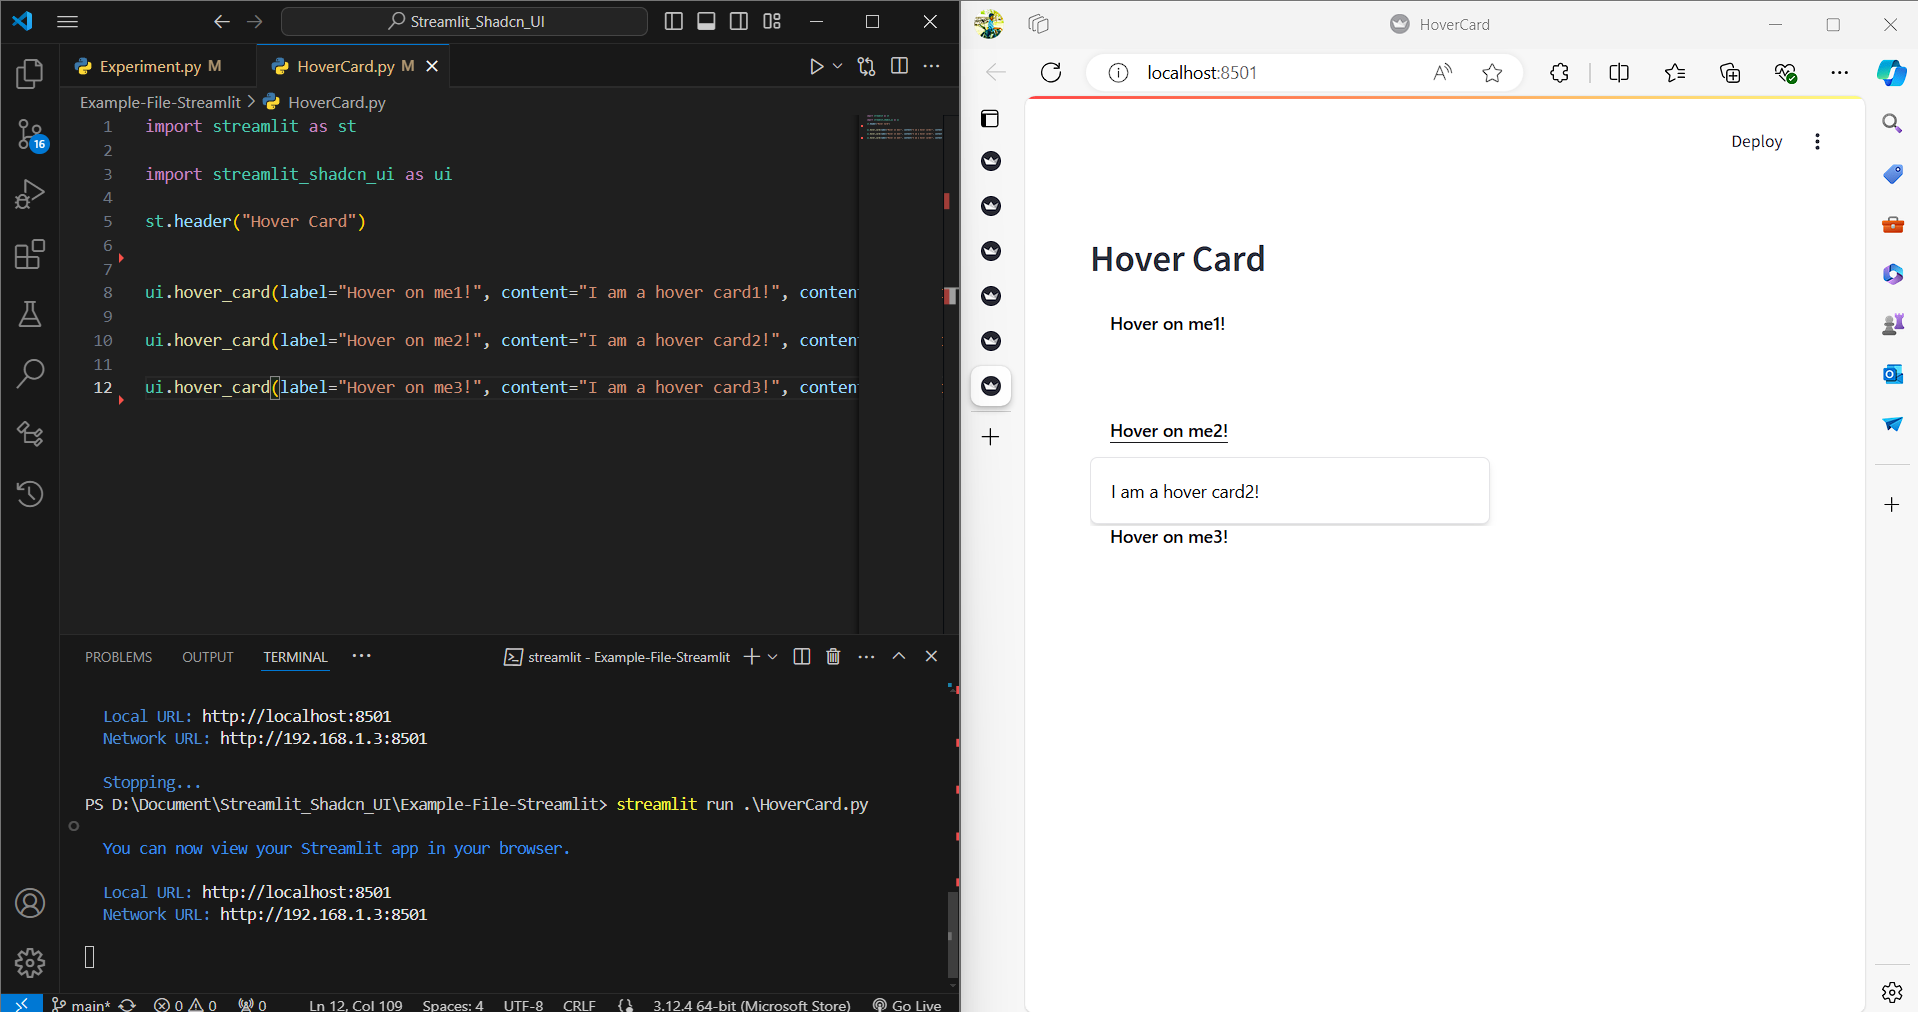 Streamlit_Shadcn_UI
Experiment.py M
HoverCard.py M
Example-File-Streamlit > HoverCard.py
1 import streamlit as st
2
3 import streamlit_shadcn_ui as ui
4
5 st.header("Hover Card")
6
7
8 ui.hover_card(label="Hover on me1!", content="I am a hover card1!", conten
9
10 ui.hover_card(label="Hover on me2!", content="I am a hover card2!", conten
11
12 ui.hover_card(label="Hover on me3!", content="I am a hover card3!", conten
16
PROBLEMS OUTPUT TERMINAL ... streamlit - Example-File-Streamlit
Local URL: http://localhost:8501
Network URL: http://192.168.1.3:8501
Stopping...
PS D:\Document\Streamlit_Shadcn_UI\Example-File-Streamlit> streamlit run .\HoverCard.py
You can now view your Streamlit app in your browser.
Local URL: http://localhost:8501
Network URL: http://192.168.1.3:8501
main* 0 0 0 Ln 12, Col 109 Spaces: 4 UTF-8 CRLF {} 3.12.4 64-bit (Microsoft Store) Go Live
HoverCard
localhost:8501
Deploy
Hover Card
Hover on me1!
Hover on me2!
I am a hover card2!
Hover on me3!